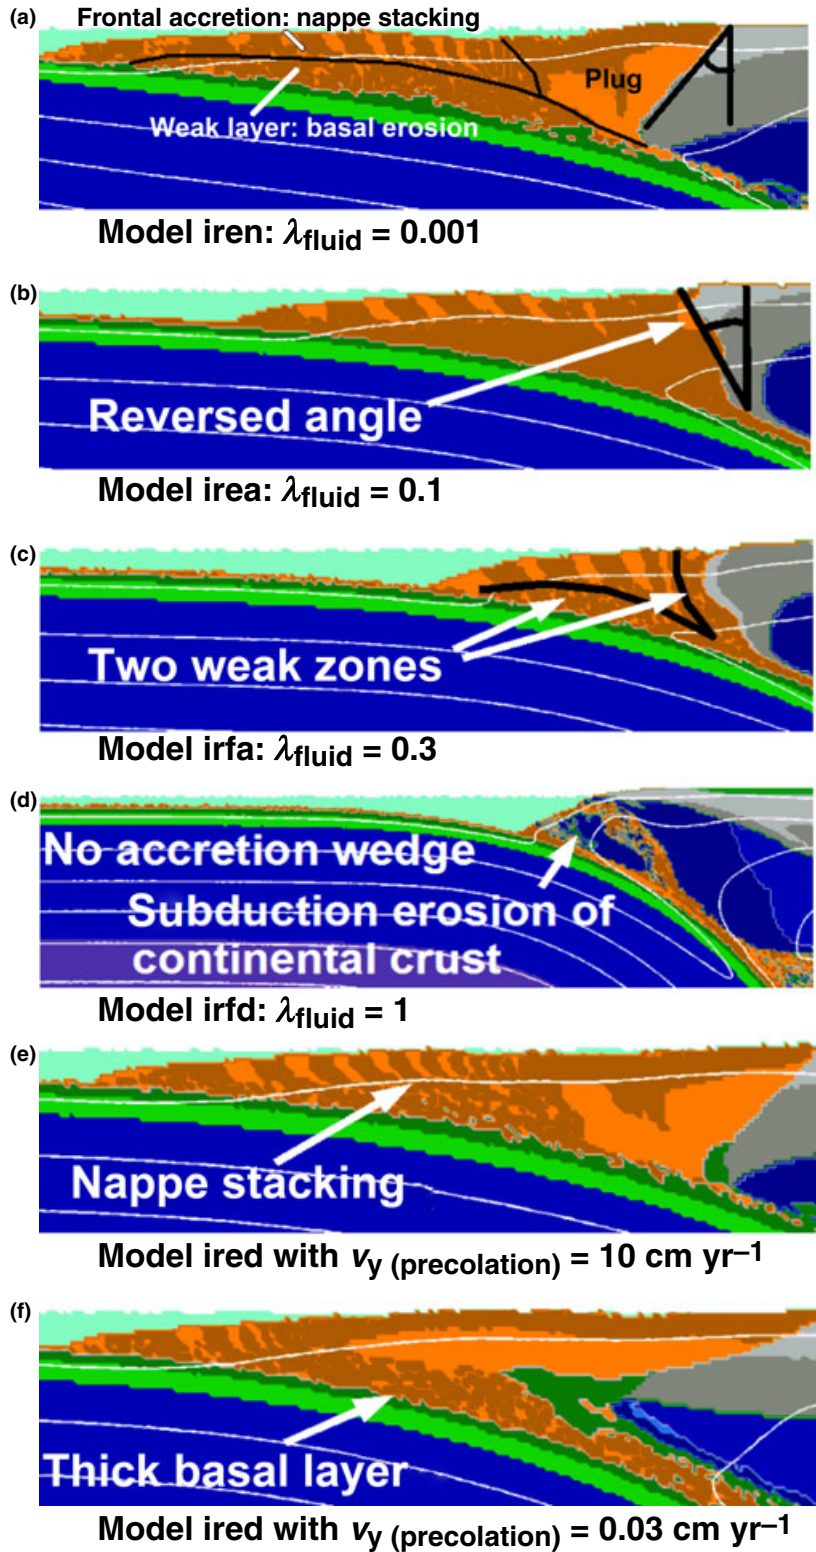 (a)
Frontal accretion: nappe stacking
Plug
Weak layer: basal erosion
Model iren: λfluid = 0.001
(b)
Reversed angle
Model irea: λfluid = 0.1
(c)
Two weak zones
Model irfa: λfluid = 0.3
(d)
No accretion wedge
Subduction erosion of
continental crust
Model irfd: λfluid = 1
(e)
Nappe stacking
Model ired with vy (precolation) = 10 cm yr–1
(f)
Thick basal layer
Model ired with vy (precolation) = 0.03 cm yr–1